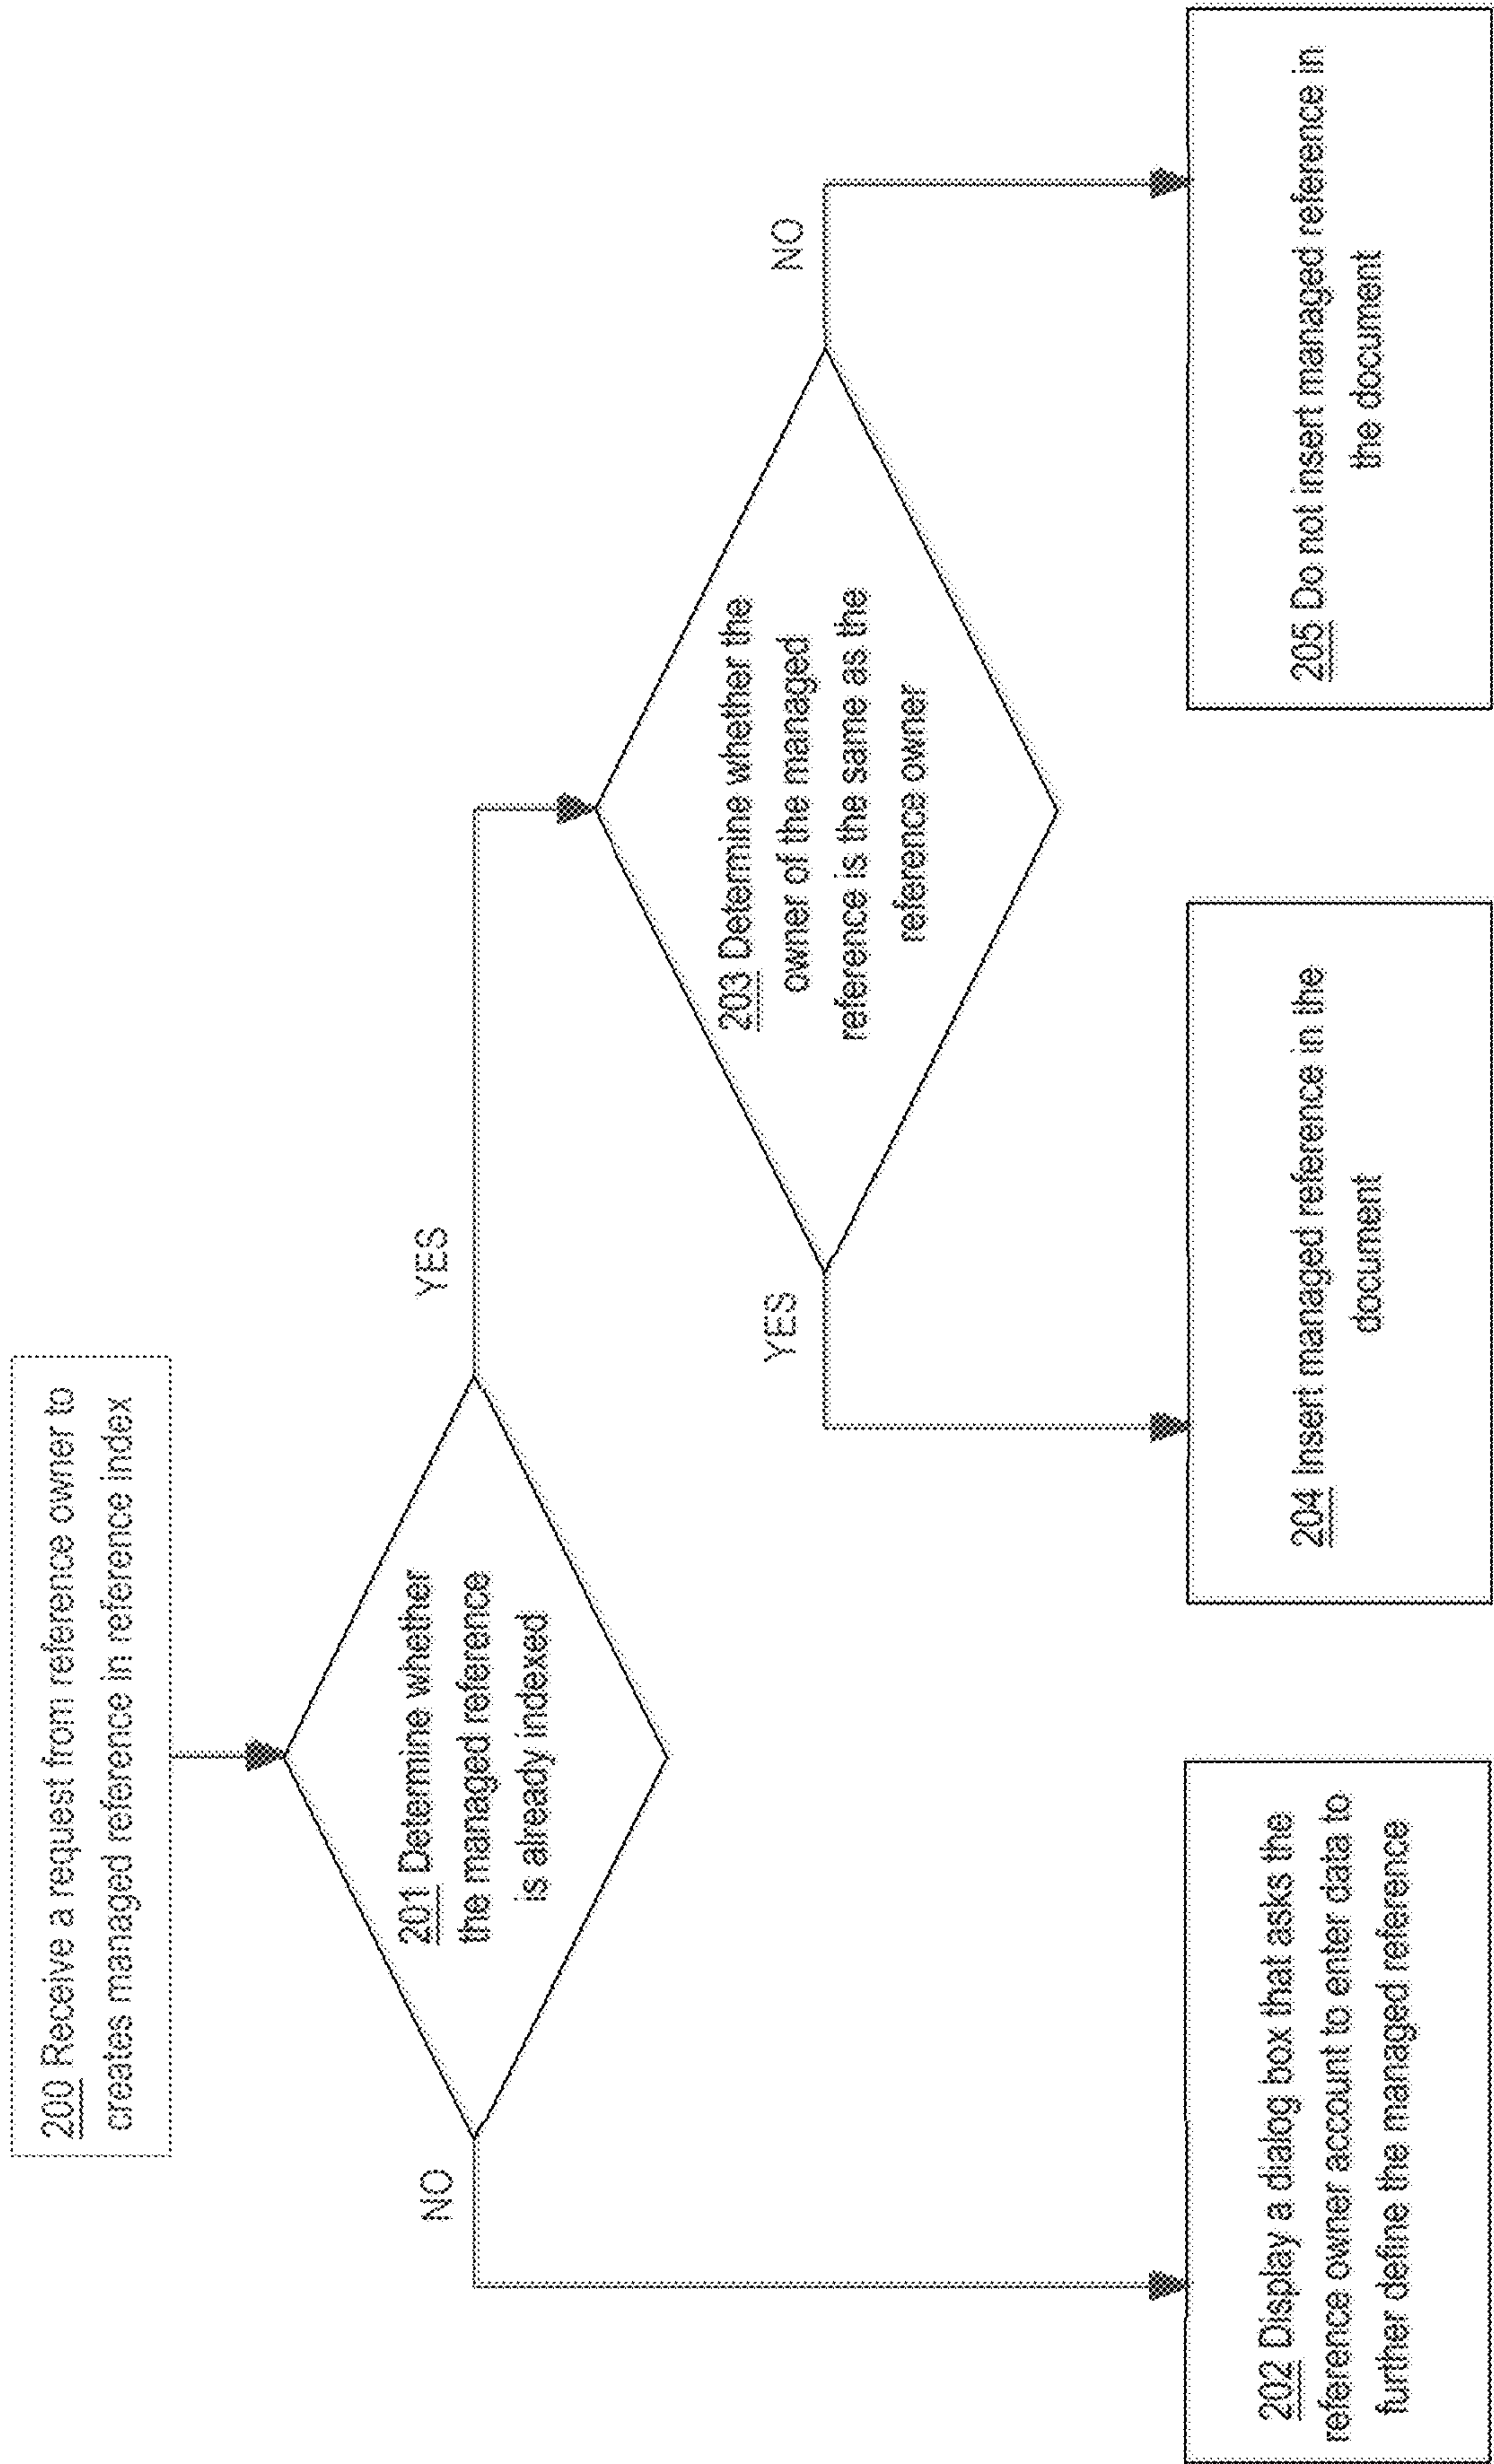 200 Receive a request from reference owner to
creates managed reference in reference index
201 Determine whether
the managed reference
is already indexed
NO
YES
203 Determine whether the
owner of the managed
reference is the same as the
reference owner
YES
NO
202 Display a dialog box that asks the
reference owner account to enter data to
further define the managed reference
204 Insert managed reference in the
document
205 Do not insert managed reference in
the document